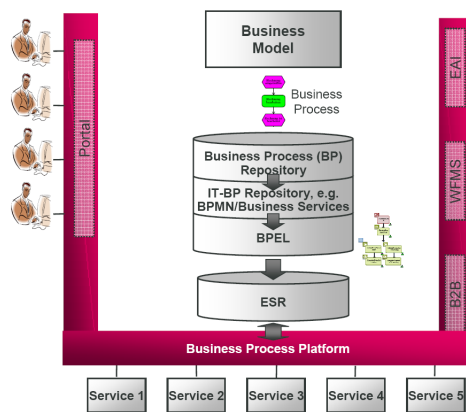 Business
Model
Business
Process
Portal
EAI
WFMS
B2B
Business Process (BP)
Repository
IT-BP Repository, e.g.
BPMN/Business Services
BPEL
ESR
Business Process Platform
Service 1
Service 2
Service 3
Service 4
Service 5